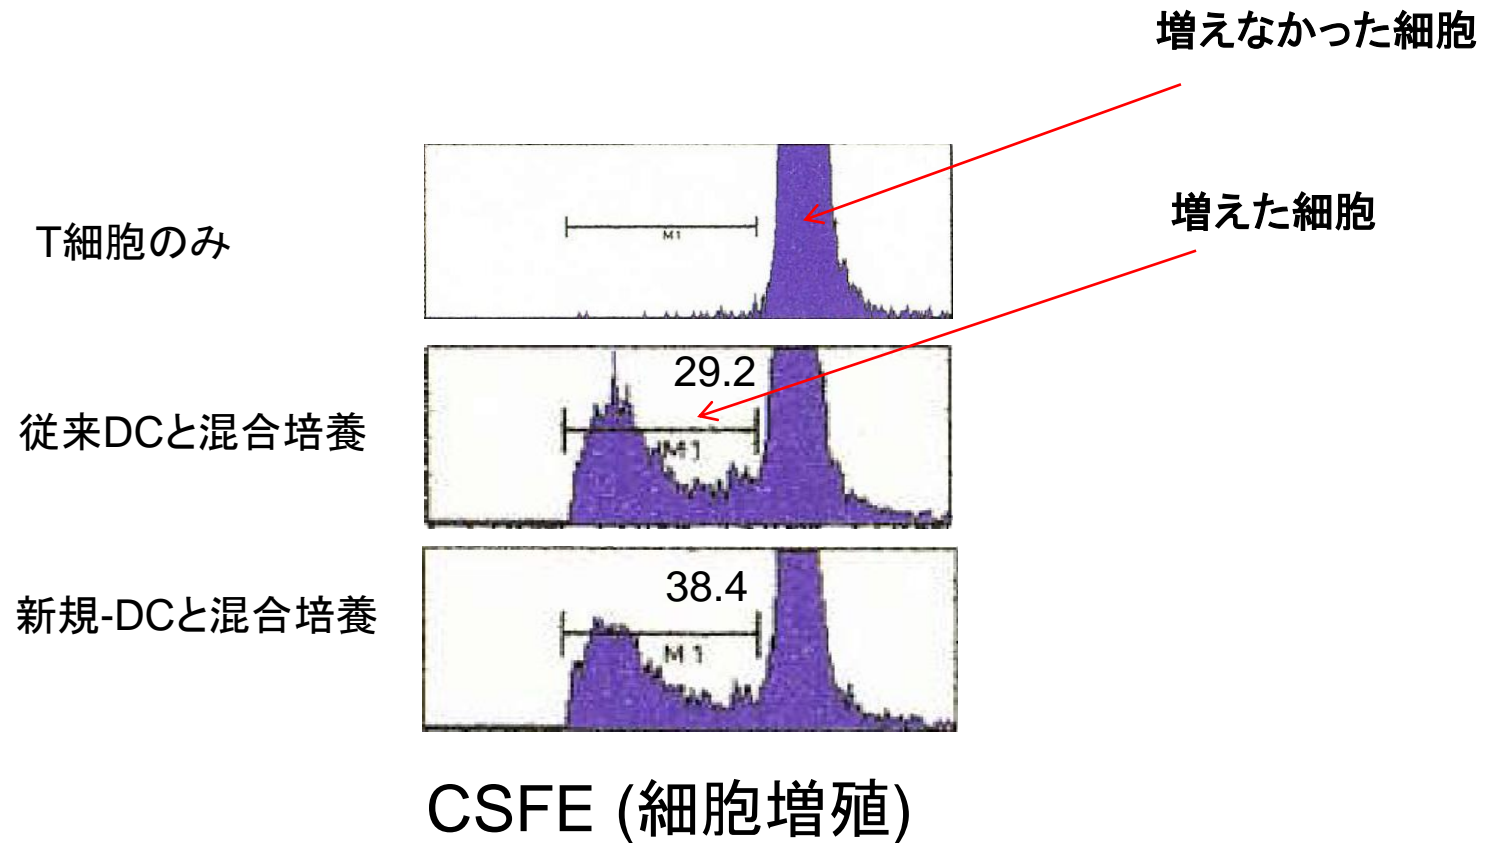 増えなかった細胞
増えた細胞
T細胞のみ
M1
従来DCと混合培養
29.2
M1
新規-DCと混合培養
38.4
M1
CSFE (細胞増殖)